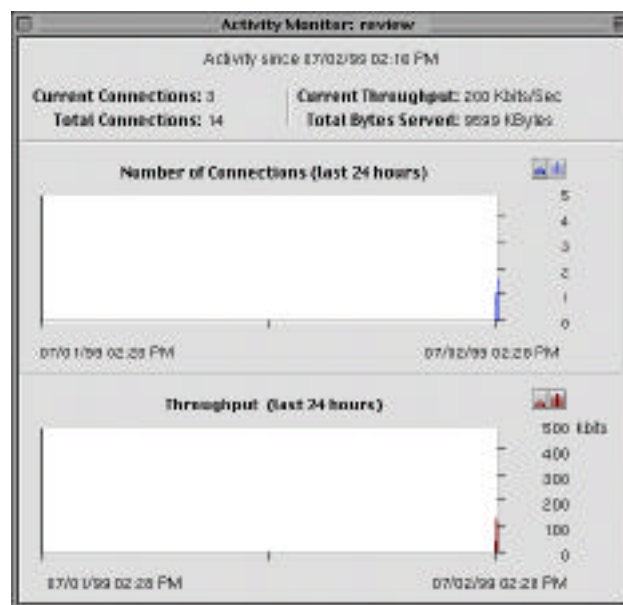 Activity Monitor: review
Activity since 07/02/99 02:16 PM
Current Connections: 3
Current Throughput: 200 Kbits/Sec
Total Connections: 14
Total Bytes Served: 9599 KBytes
Number of Connections (last 24 hours)
5
4
3
2
1
0
07/01/99 02:28 PM
07/02/99 02:28 PM
Throughput (last 24 hours)
500 kbits
400
300
200
100
0
07/01/99 02:28 PM
07/02/99 02:28 PM